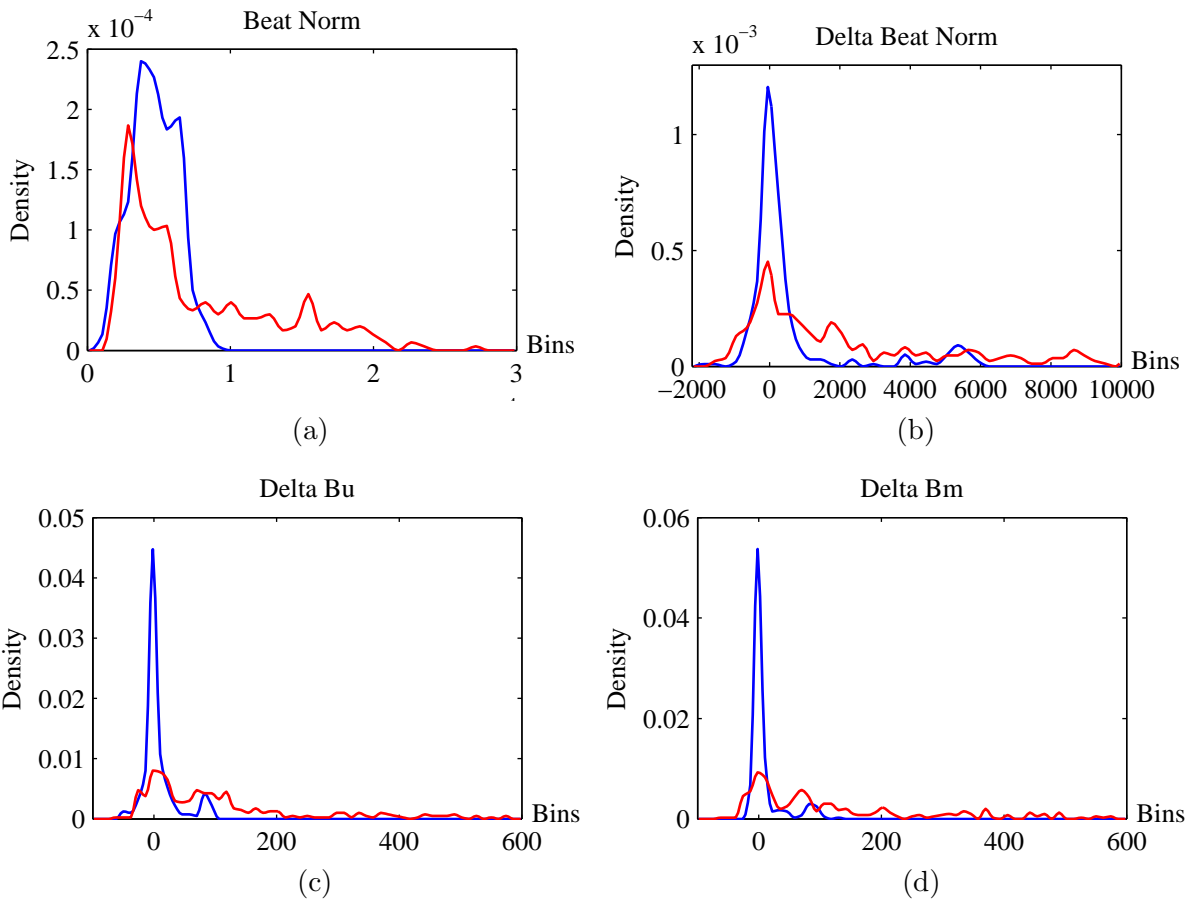 Beat Norm
x 10⁻⁴
2.5
2
1.5
1
0.5
0
Density
0
1
2
3
Bins
(a)
Delta Beat Norm
x 10⁻³
1
0.5
0
Density
−2000
0
2000
4000
6000
8000
10000
Bins
(b)
Delta Bu
0.05
0.04
0.03
0.02
0.01
0
Density
0
200
400
600
Bins
(c)
Delta Bm
0.06
0.04
0.02
0
Density
0
200
400
600
Bins
(d)